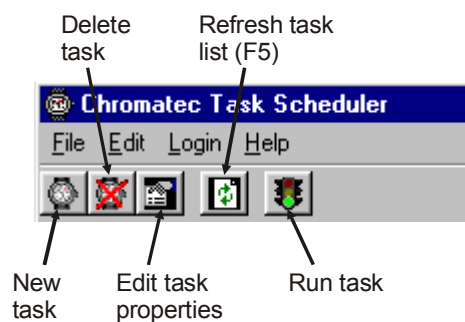 Delete
task
Refresh task
list (F5)
Chromatec Task Scheduler
File Edit Login Help
New
task
Edit task
properties
Run task